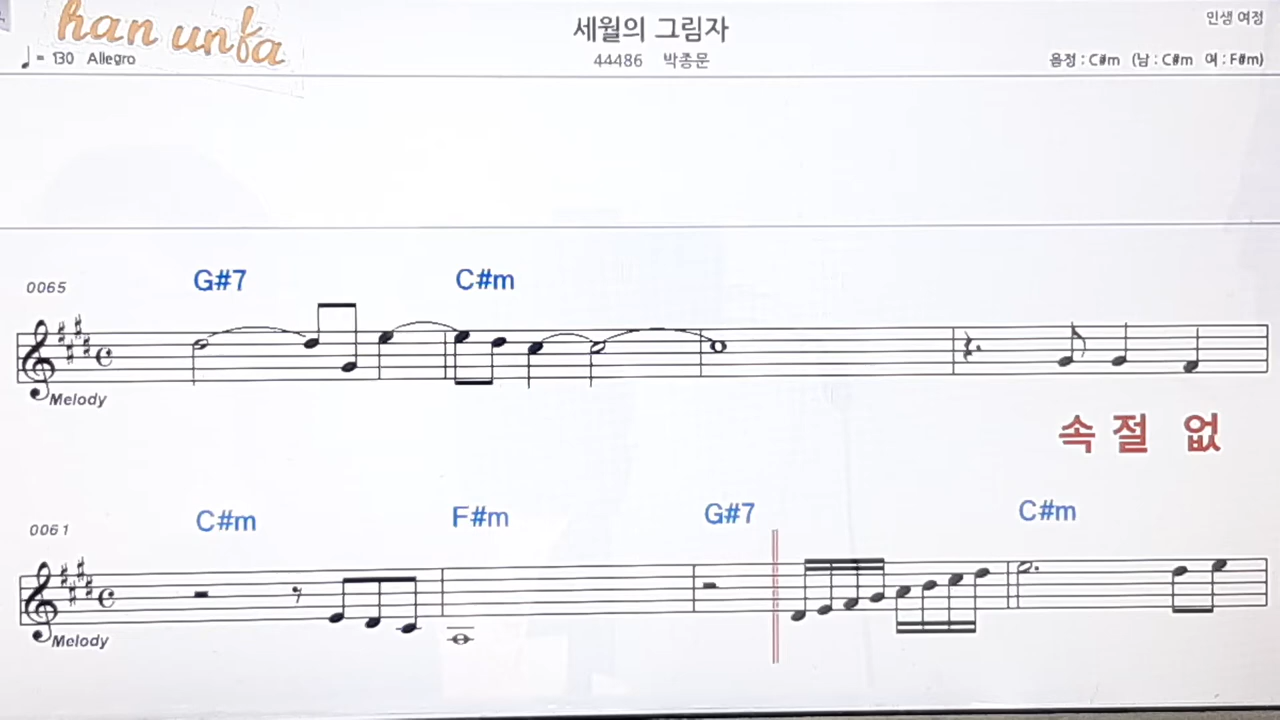 han unfa
♩ = 130 Allegro
세월의 그림자
44486 박종문
인생 여정
음정 : C#m (남 : C#m 여 : F#m)
0065
G#7 C#m
Melody
속 절 없
0061
C#m F#m G#7 C#m
Melody